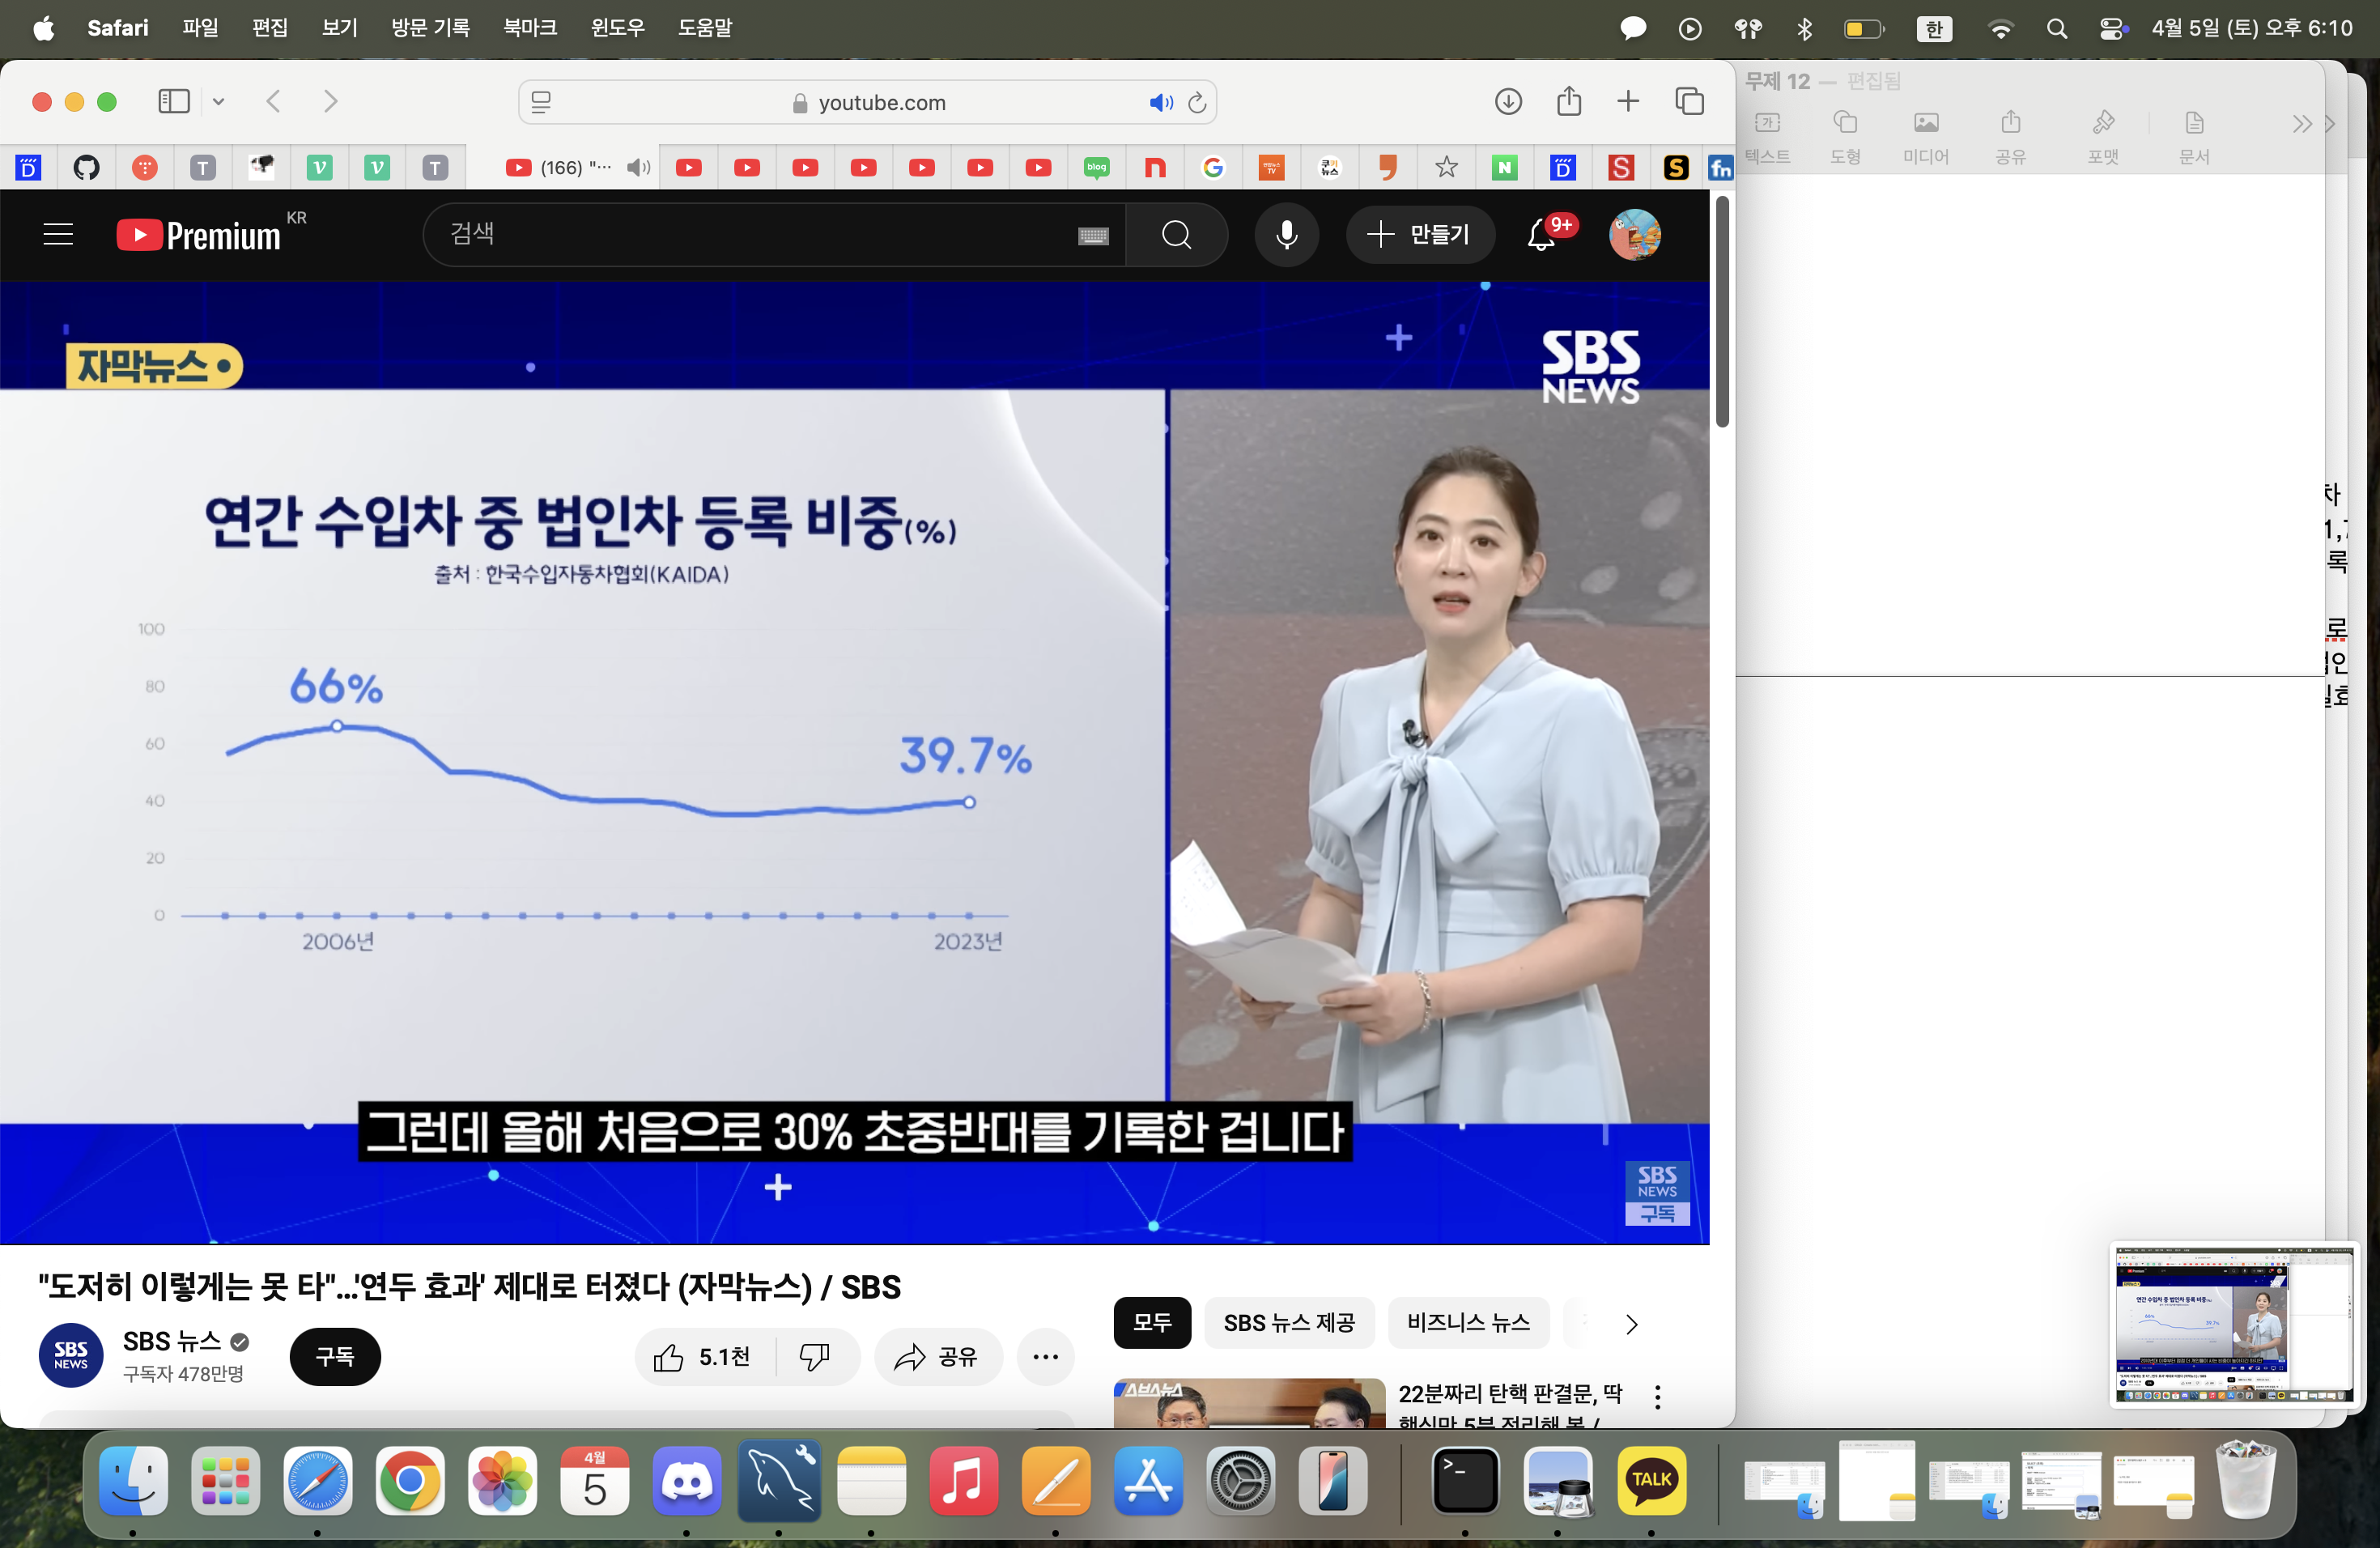 Safari 파일 편집 보기 방문 기록 북마크 윈도우 도움말 한 4월 5일 (토) 오후 6:10
youtube.com
무제 12 — 편집됨
텍스트 도형 미디어 공유 포맷 문서
(166) "…
Premium KR
검색
만들기
9+
자막뉴스
SBS
NEWS
연간 수입차 중 법인차 등록 비중(%)
출처 : 한국수입자동차협회(KAIDA)
100
80
60
40
20
0
66%
39.7%
2006년
2023년
그런데 올해 처음으로 30% 초중반대를 기록한 겁니다
SBS
NEWS
구독
"도저히 이렇게는 못 타"...'연두 효과' 제대로 터졌다 (자막뉴스) / SBS
SBS
NEWS
SBS 뉴스
구독자 478만명
구독
5.1천
공유
모두
SBS 뉴스 제공
비즈니스 뉴스
스브스뉴스
22분짜리 탄핵 판결문, 딱
핵심만 5분 정리해 봄 /
차
록
로
4월
5
TALK